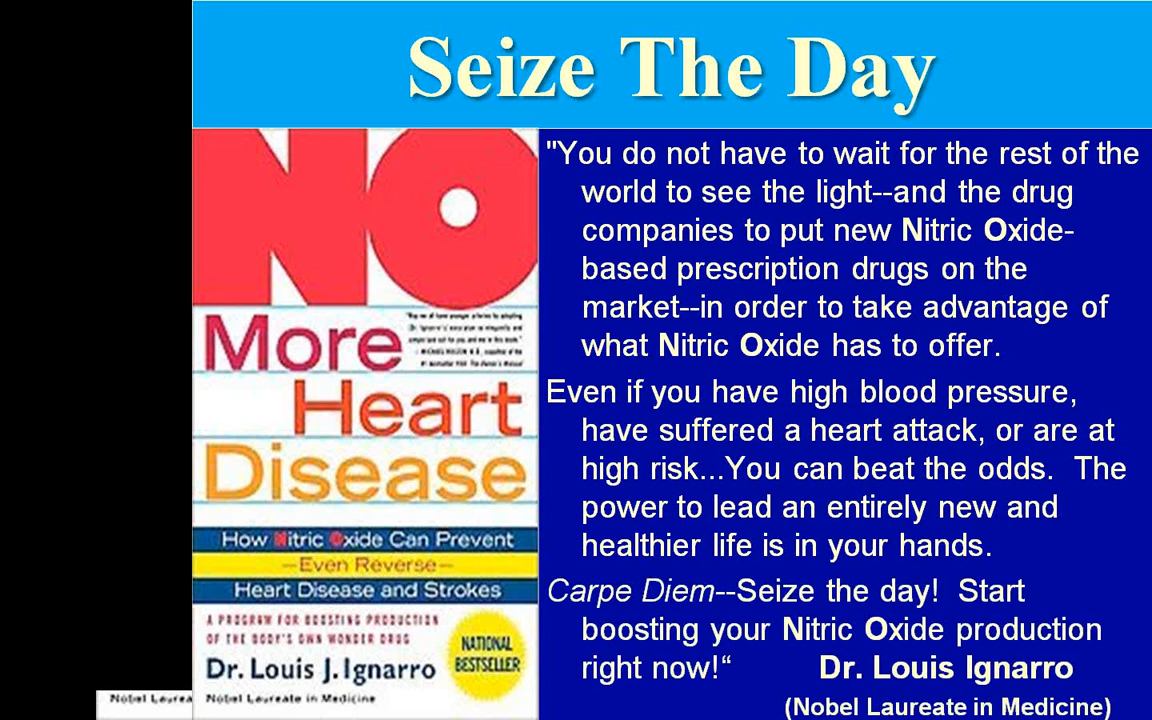 Seize The Day
NO
More
Heart
Disease
How Nitric Oxide Can Prevent
—Even Reverse—
Heart Disease and Strokes
A PROGRAM FOR BOOSTING PRODUCTION
OF THE BODY'S OWN WONDER DRUG
NATIONAL
BESTSELLER
Dr. Louis J. Ignarro
Nobel Laureate in Medicine
Nobel Laurea
"You do not have to wait for the rest of the
world to see the light--and the drug
companies to put new Nitric Oxide-
based prescription drugs on the
market--in order to take advantage of
what Nitric Oxide has to offer.
Even if you have high blood pressure,
have suffered a heart attack, or are at
high risk...You can beat the odds.  The
power to lead an entirely new and
healthier life is in your hands.
Carpe Diem--Seize the day!  Start
boosting your Nitric Oxide production
right now!“ Dr. Louis Ignarro
(Nobel Laureate in Medicine)